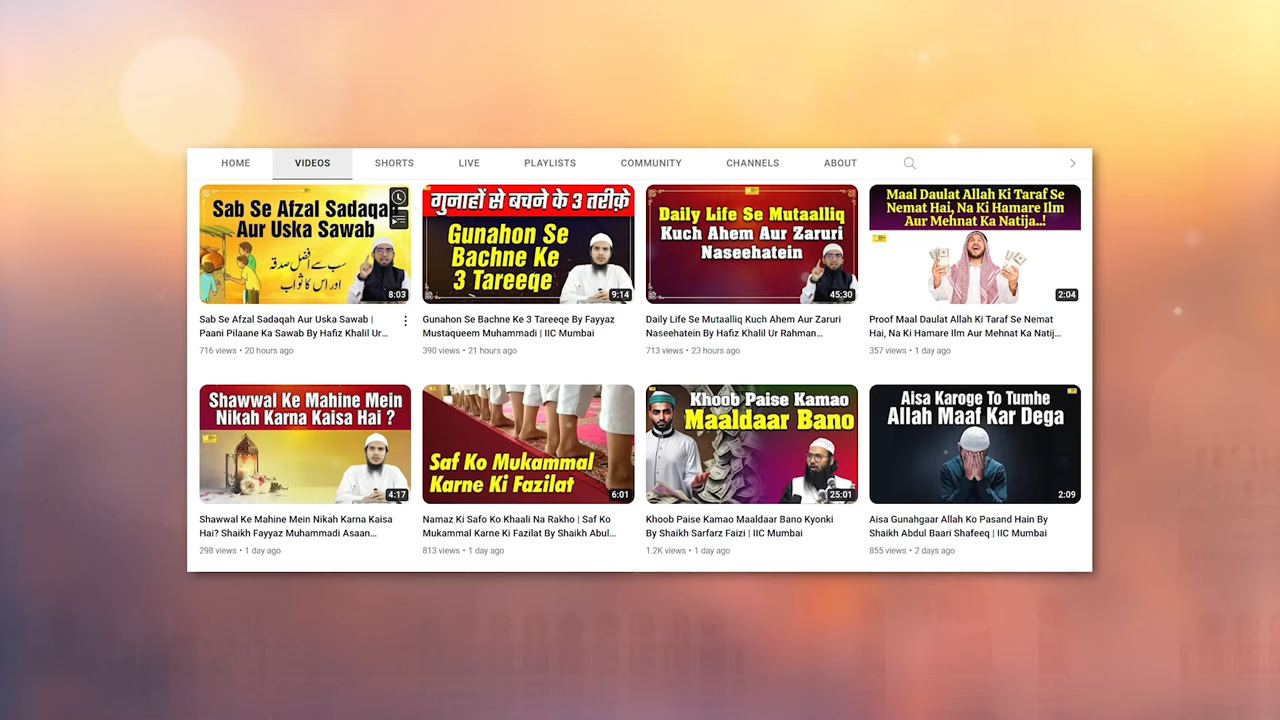 HOME VIDEOS SHORTS LIVE PLAYLISTS COMMUNITY CHANNELS ABOUT
Sab Se Afzal Sadaqa
Aur Uska Sawab
سب سے افضل صدقہ
اور اس کا ثواب
8:03
Sab Se Afzal Sadaqah Aur Uska Sawab |
Paani Pilaane Ka Sawab By Hafiz Khalil Ur...
716 views • 20 hours ago
गुनाहों से बचने के 3 तरीक़े
Gunahon Se
Bachne Ke
3 Tareeqe
9:14
Gunahon Se Bachne Ke 3 Tareeqe By Fayyaz
Mustaqueem Muhammadi | IIC Mumbai
390 views • 21 hours ago
Daily Life Se Mutaalliq
Kuch Ahem Aur Zaruri
Naseehatein
45:30
Daily Life Se Mutaalliq Kuch Ahem Aur Zaruri
Naseehatein By Hafiz Khalil Ur Rahman...
713 views • 23 hours ago
Maal Daulat Allah Ki Taraf Se
Nemat Hai, Na Ki Hamare Ilm
Aur Mehnat Ka Natija..!
2:04
Proof Maal Daulat Allah Ki Taraf Se Nemat
Hai, Na Ki Hamare Ilm Aur Mehnat Ka Natij...
357 views • 1 day ago
Shawwal Ke Mahine Mein
Nikah Karna Kaisa Hai ?
4:17
Shawwal Ke Mahine Mein Nikah Karna Kaisa
Hai? Shaikh Fayyaz Muhammadi Asaan...
298 views • 1 day ago
Saf Ko Mukammal
Karne Ki Fazilat
6:01
Namaz Ki Safo Ko Khaali Na Rakho | Saf Ko
Mukammal Karne Ki Fazilat By Shaikh Abul...
813 views • 1 day ago
Khoob Paise Kamao
Maaldaar Bano
25:01
Khoob Paise Kamao Maaldaar Bano Kyonki
By Shaikh Sarfarz Faizi | IIC Mumbai
1.2K views • 1 day ago
Aisa Karoge To Tumhe
Allah Maaf Kar Dega
2:09
Aisa Gunahgaar Allah Ko Pasand Hain By
Shaikh Abdul Baari Shafeeq | IIC Mumbai
855 views • 2 days ago